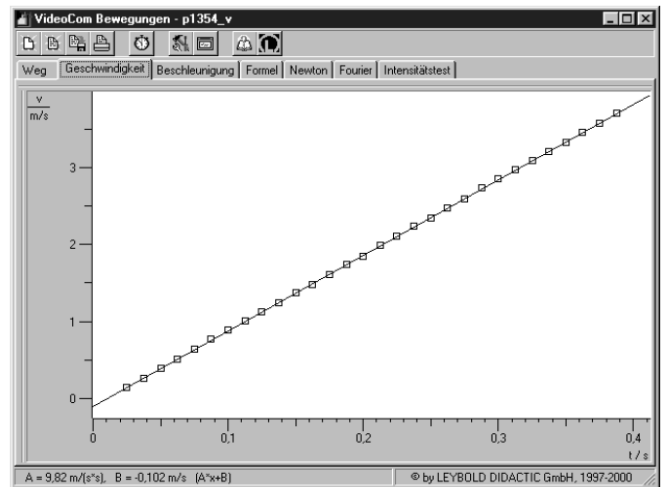 VideoCom Bewegungen - p1354_v
Weg Geschwindigkeit Beschleunigung Formel Newton Fourier Intensitätstest
v
m/s
3
2
1
0
0 0,1 0,2 0,3 0,4
t / s
A = 9,82 m/(s*s), B = -0,102 m/s (A*x+B) © by LEYBOLD DIDACTIC GmbH, 1997-2000